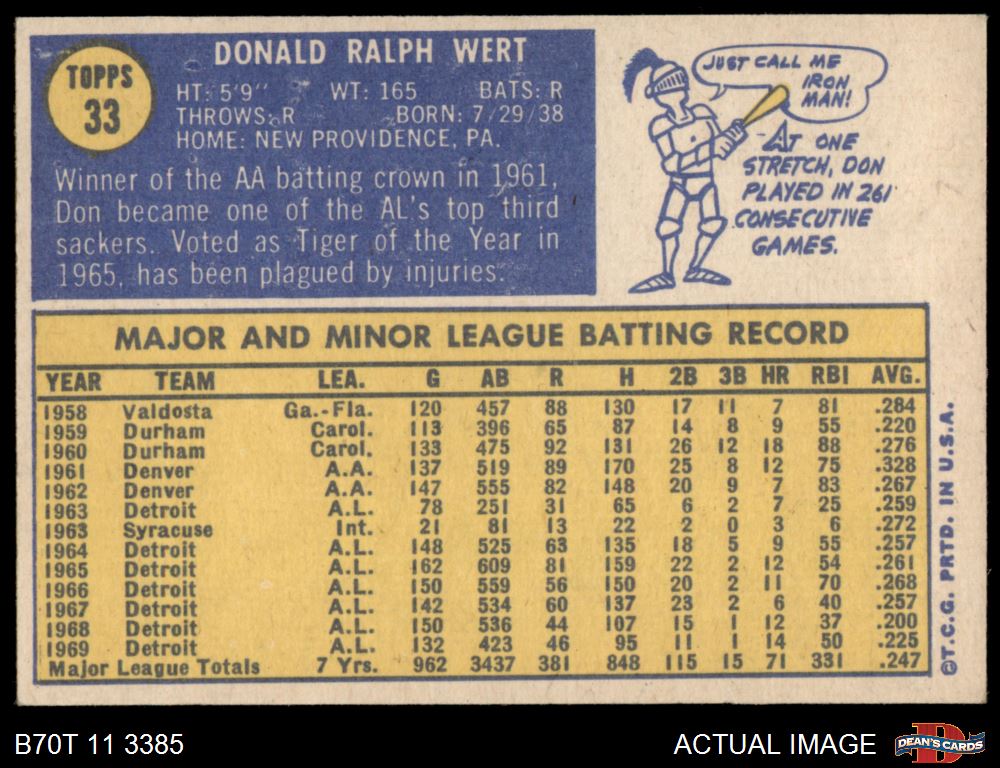 TOPPS
33
DONALD RALPH WERT
HT: 5'9" WT: 165 BATS: R
THROWS: R BORN: 7/29/38
HOME: NEW PROVIDENCE, PA.
Winner of the AA batting crown in 1961,
Don became one of the AL's top third
sackers. Voted as Tiger of the Year in
1965, has been plagued by injuries.
JUST CALL ME
IRON
MAN!
AT ONE
STRETCH, DON
PLAYED IN 261
CONSECUTIVE
GAMES.
MAJOR AND MINOR LEAGUE BATTING RECORD
YEAR TEAM LEA. G AB R H 2B 3B HR RBI AVG.
1958 Valdosta Ga.-Fla. 120 457 88 130 17 11 7 81 .284
1959 Durham Carol. 113 396 65 87 14 8 9 55 .220
1960 Durham Carol. 133 475 92 131 26 12 18 88 .276
1961 Denver A.A. 137 519 89 170 25 8 12 75 .328
1962 Denver A.A. 147 555 82 148 20 9 7 83 .267
1963 Detroit A.L. 78 251 31 65 6 2 7 25 .259
1963 Syracuse Int. 21 81 13 22 2 0 3 6 .272
1964 Detroit A.L. 148 525 63 135 18 5 9 55 .257
1965 Detroit A.L. 162 609 81 159 22 2 12 54 .261
1966 Detroit A.L. 150 559 56 150 20 2 11 70 .268
1967 Detroit A.L. 142 534 60 137 23 2 6 40 .257
1968 Detroit A.L. 150 536 44 107 15 1 12 37 .200
1969 Detroit A.L. 132 423 46 95 11 1 14 50 .225
Major League Totals 7 Yrs. 962 3437 381 848 115 15 71 331 .247
©T.C.G. PRTD. IN U.S.A.
B70T 11 3385
ACTUAL IMAGE
D
DEAN'S CARDS